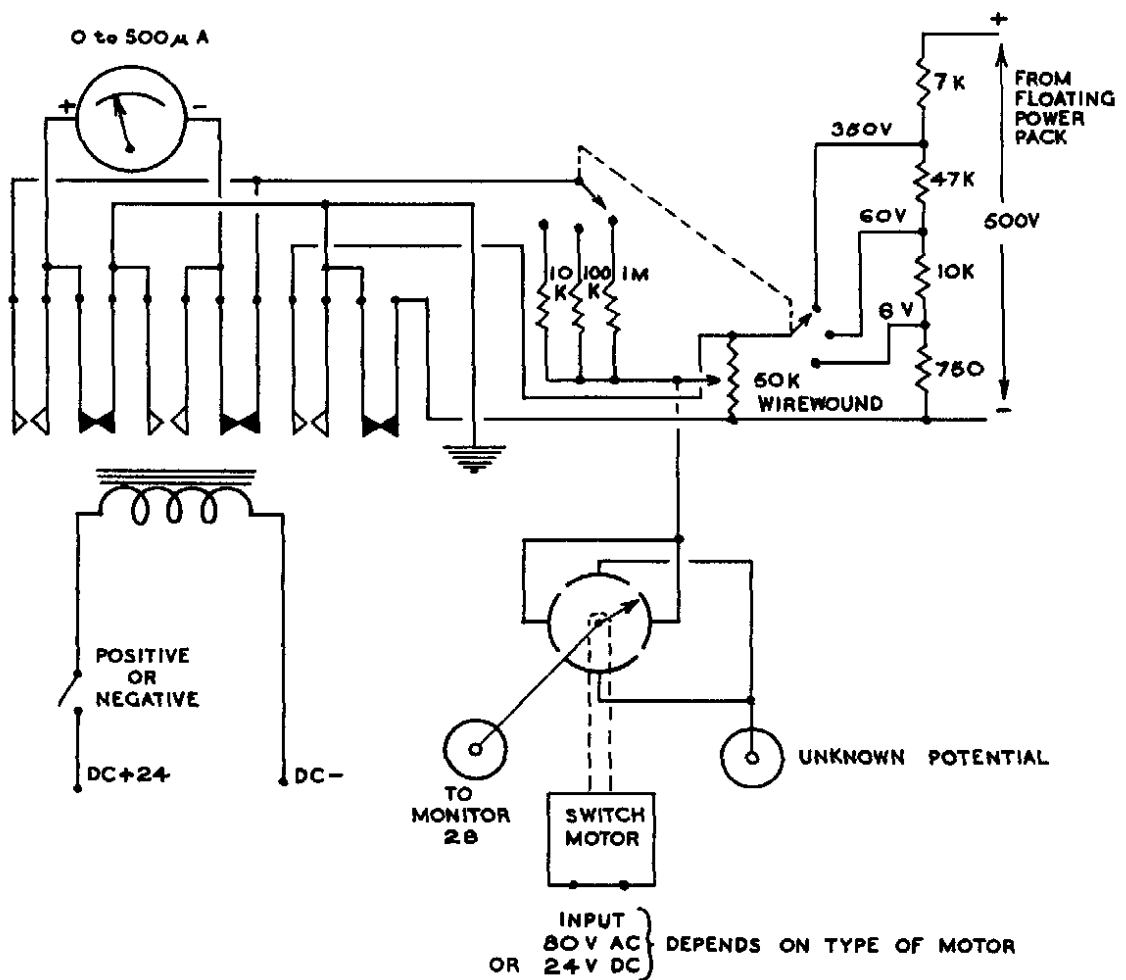 0 to 500μA
+
-
+
7K
FROM
FLOATING
POWER
PACK
350V
47K
60V
500V
10
K
100
K
1M
10K
6V
750
50K
WIREWOUND
-
POSITIVE
OR
NEGATIVE
DC+24
DC-
TO
MONITOR
28
UNKNOWN POTENTIAL
SWITCH
MOTOR
INPUT
80V AC
OR 24V DC
DEPENDS ON TYPE OF MOTOR